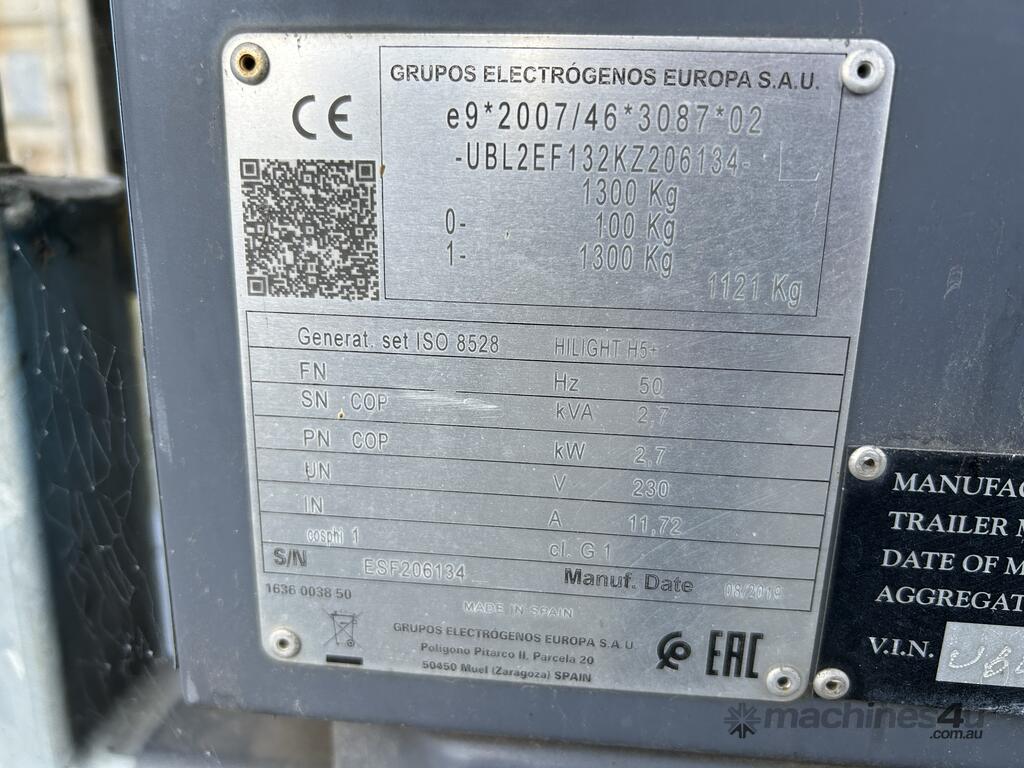 GRUPOS ELECTRÓGENOS EUROPA S.A.U.
CE
e9*2007/46*3087*02
-UBL2EF132KZ206134-
1300 Kg
0- 100 Kg
1- 1300 Kg
1121 Kg
Generat. set ISO 8528 HILIGHT H5+
FN Hz 50
SN COP kVA 2,7
PN COP kW 2,7
UN V 230
IN A 11,72
cosphi 1 cl. G 1
S/N ESF206134 Manuf. Date 08/2019
1636 0038 50
MADE IN SPAIN
GRUPOS ELECTRÓGENOS EUROPA S.A.U.
Polígono Pitarco II, Parcela 20
50450 Muel (Zaragoza) SPAIN
EAC
MANUFAC
TRAILER M
DATE OF M
AGGREGAT
V.I.N.
machines4u
.com.au